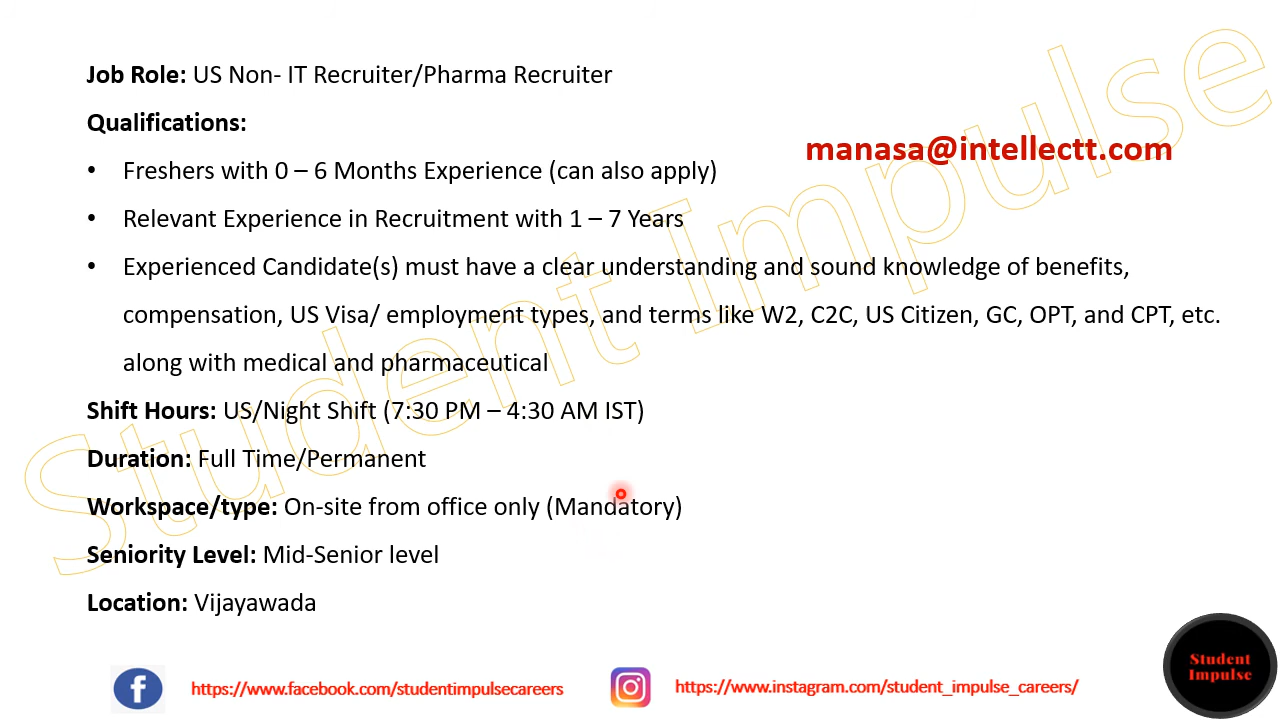 Job Role: US Non- IT Recruiter/Pharma Recruiter
Qualifications:
manasa@intellectt.com
• Freshers with 0 – 6 Months Experience (can also apply)
• Relevant Experience in Recruitment with 1 – 7 Years
• Experienced Candidate(s) must have a clear understanding and sound knowledge of benefits,
compensation, US Visa/ employment types, and terms like W2, C2C, US Citizen, GC, OPT, and CPT, etc.
along with medical and pharmaceutical
Shift Hours: US/Night Shift (7:30 PM – 4:30 AM IST)
Duration: Full Time/Permanent
Workspace/type: On-site from office only (Mandatory)
Seniority Level: Mid-Senior level
Location: Vijayawada
Student Impulse
https://www.facebook.com/studentimpulsecareers
https://www.instagram.com/student_impulse_careers/
Student
Impulse